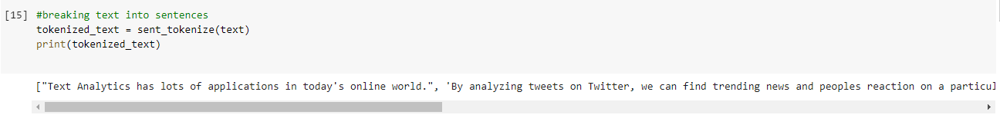 [15] #breaking text into sentences
tokenized_text = sent_tokenize(text)
print(tokenized_text)
["Text Analytics has lots of applications in today's online world.", 'By analyzing tweets on Twitter, we can find trending news and peoples reaction on a